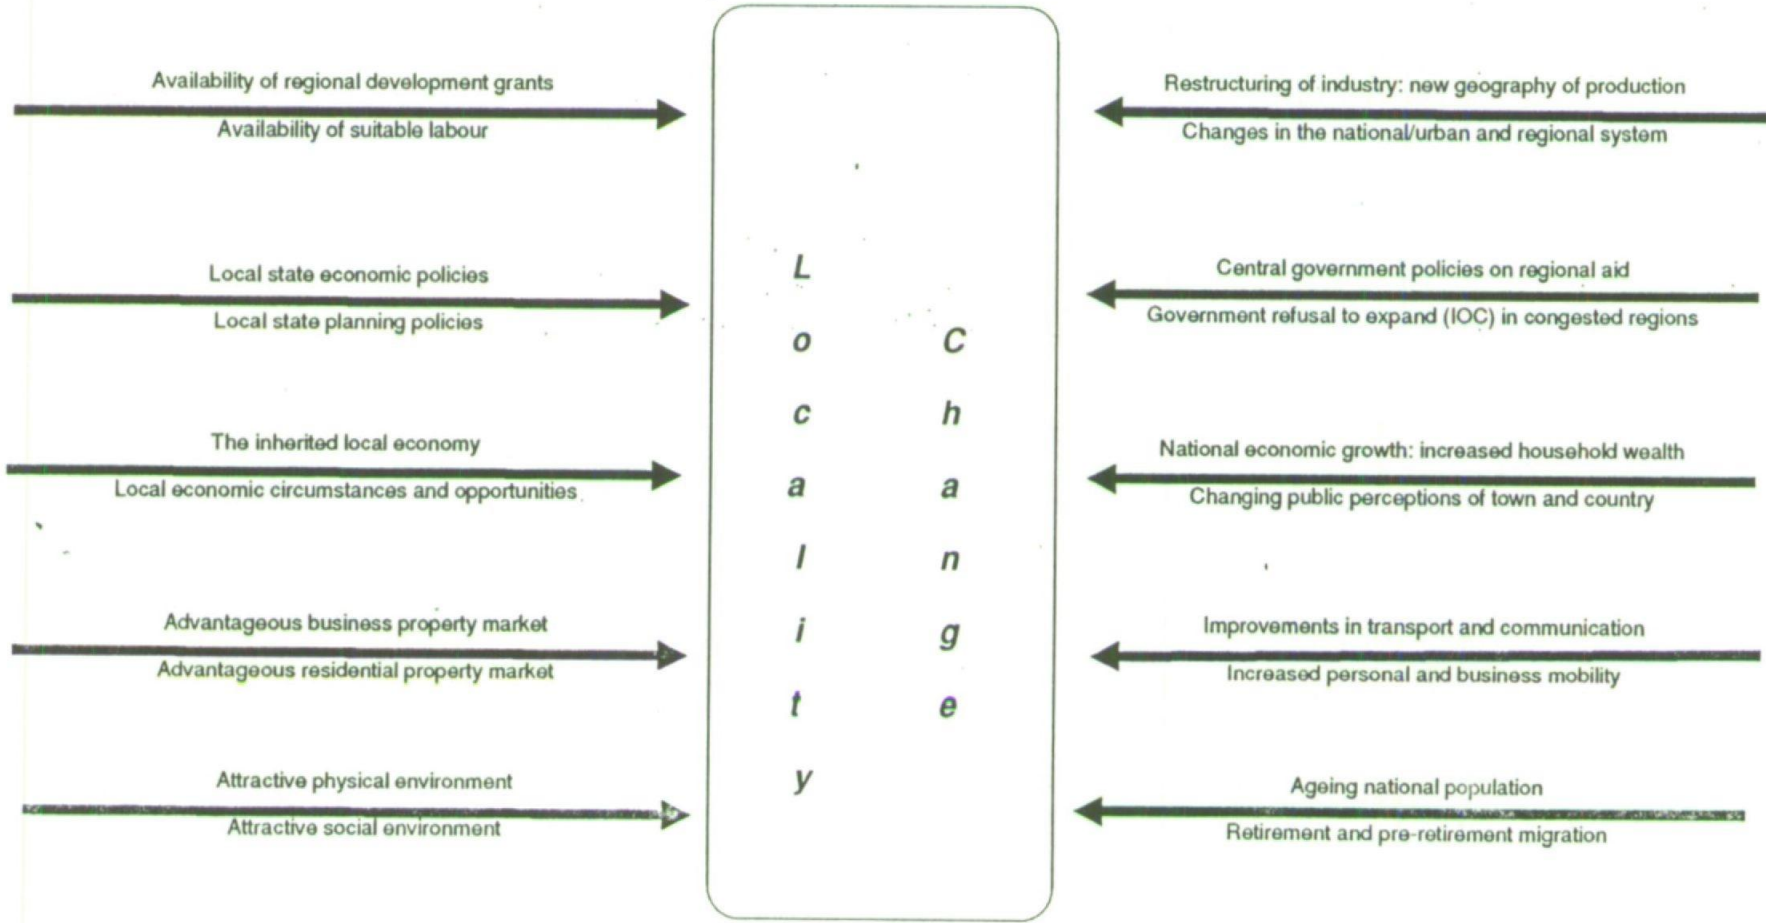 Availability of regional development grants
Availability of suitable labour
Local state economic policies
Local state planning policies
The inherited local economy
Local economic circumstances and opportunities
Advantageous business property market
Advantageous residential property market
Attractive physical environment
Attractive social environment
Locality
Change
Restructuring of industry: new geography of production
Changes in the national/urban and regional system
Central government policies on regional aid
Government refusal to expand (IOC) in congested regions
National economic growth: increased household wealth
Changing public perceptions of town and country
Improvements in transport and communication
Increased personal and business mobility
Ageing national population
Retirement and pre-retirement migration